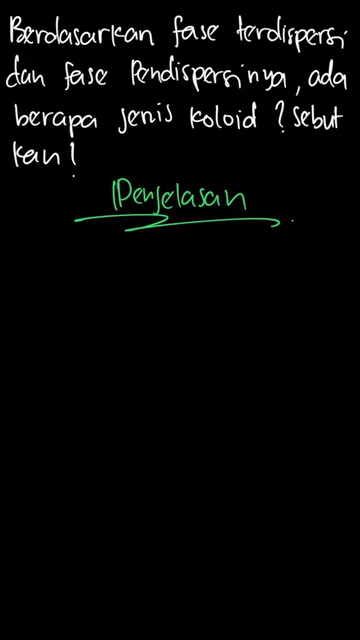 Berdasarkan fase terdispersi
dan fase Pendispersinya, ada
berapa jenis koloid ? sebut
kan !
Penjelasan